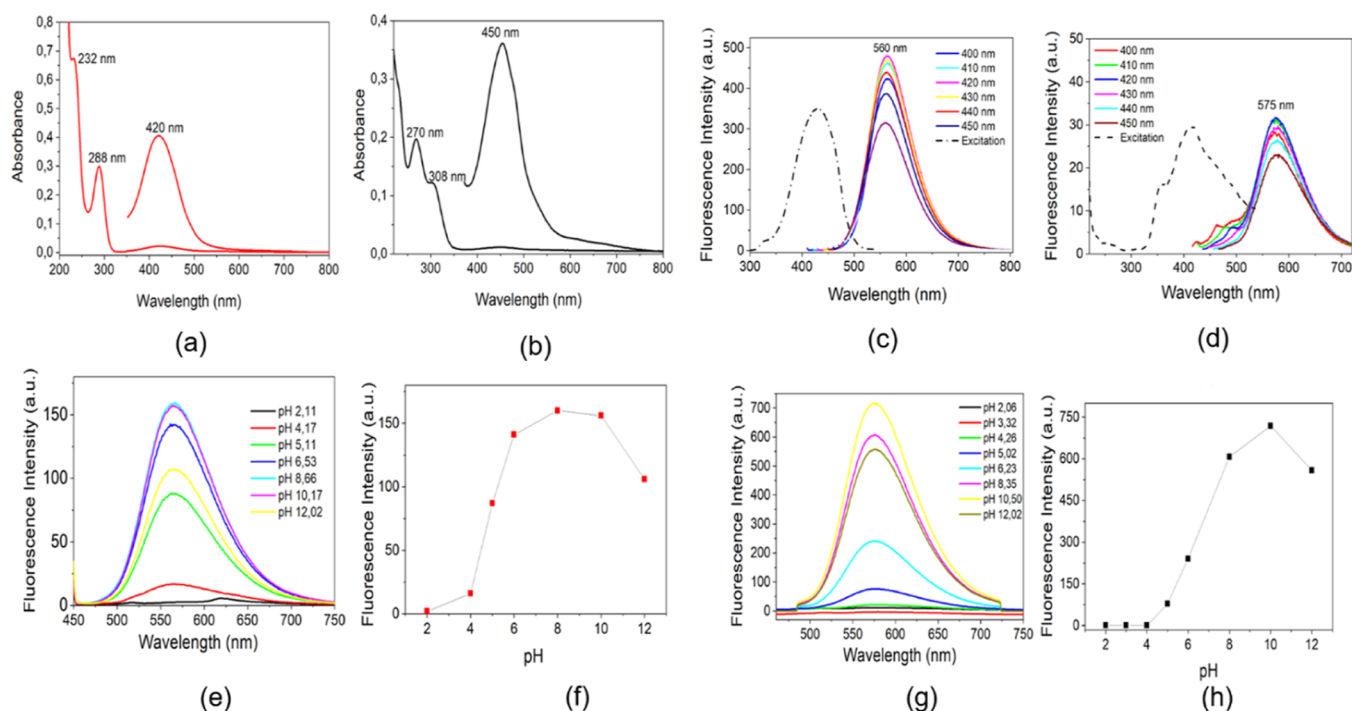 0,8
0,7
0,6
0,5
0,4
0,3
0,2
0,1
0,0
Absorbance
232 nm
288 nm
420 nm
200 300 400 500 600 700 800
Wavelength (nm)
(a)
0,4
0,3
0,2
0,1
0,0
Absorbance
450 nm
270 nm
308 nm
300 400 500 600 700 800
Wavelength (nm)
(b)
500
450
400
350
300
250
200
150
100
50
0
Fluorescence Intensity (a.u.)
560 nm
400 nm
410 nm
420 nm
430 nm
440 nm
450 nm
Excitation
300 400 500 600 700 800
Wavelength (nm)
(c)
50
40
30
20
10
0
Fluorescence Intensity (a.u.)
400 nm
410 nm
420 nm
430 nm
440 nm
450 nm
Excitation
575 nm
200 300 400 500 600 700
Wavelength (nm)
(d)
150
100
50
0
Fluorescence Intensity (a.u.)
pH 2,11
pH 4,17
pH 5,11
pH 6,53
pH 8,66
pH 10,17
pH 12,02
450 500 550 600 650 700 750
Wavelength (nm)
(e)
150
100
50
0
Fluorescence Intensity (a.u.)
2 4 6 8 10 12
pH
(f)
700
600
500
400
300
200
100
0
Fluorescence Intensity (a.u.)
pH 2,06
pH 3,32
pH 4,26
pH 5,02
pH 6,23
pH 8,35
pH 10,50
pH 12,02
500 550 600 650 700 750
Wavelength (nm)
(g)
750
600
450
300
150
0
Fluorescence Intensity (a.u.)
2 4 6 8 10 12
pH
(h)